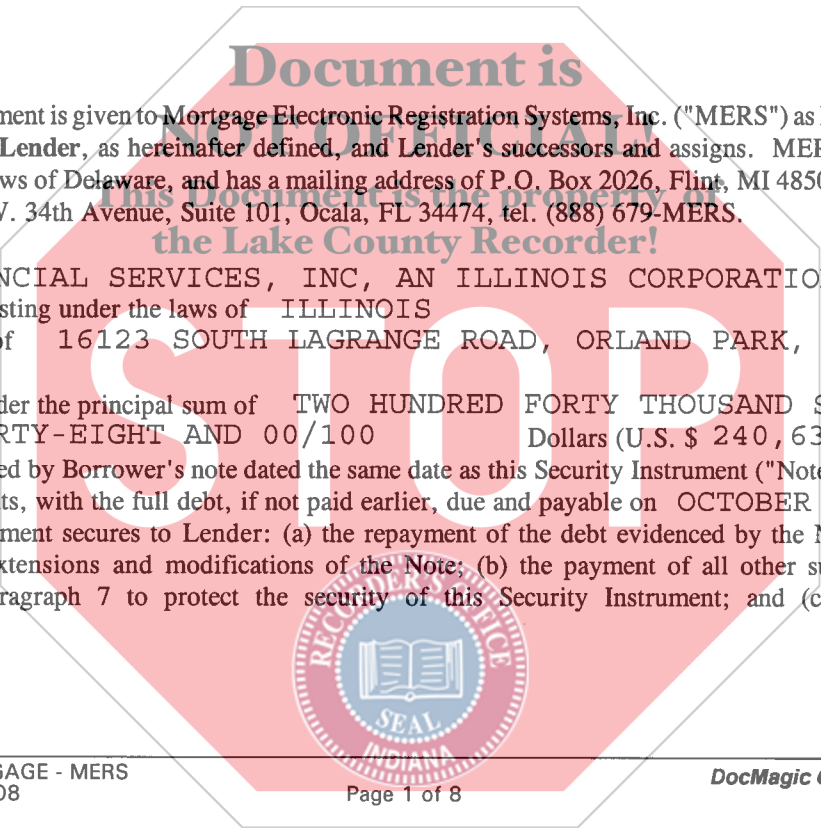 Document is
NOT OFFICIAL!
This Document is the property of
the Lake County Recorder!
ment is given to Mortgage Electronic Registration Systems, Inc. ("MERS") as
Lender, as hereinafter defined, and Lender's successors and assigns. MER
ws of Delaware, and has a mailing address of P.O. Box 2026, Flint, MI 4850
V. 34th Avenue, Suite 101, Ocala, FL 34474, tel. (888) 679-MERS.
NCIAL SERVICES, INC, AN ILLINOIS CORPORATIO
sting under the laws of ILLINOIS
of 16123 SOUTH LAGRANGE ROAD, ORLAND PARK,
der the principal sum of TWO HUNDRED FORTY THOUSAND S
RTY-EIGHT AND 00/100 Dollars (U.S. $ 240,63
ed by Borrower's note dated the same date as this Security Instrument ("Note
ts, with the full debt, if not paid earlier, due and payable on OCTOBER
ment secures to Lender: (a) the repayment of the debt evidenced by the N
xtensions and modifications of the Note; (b) the payment of all other su
ragraph 7 to protect the security of this Security Instrument; and (c
STOP
RECORDER'S OFFICE
SEAL
INDIANA
GAGE - MERS
08
Page 1 of 8
DocMagic